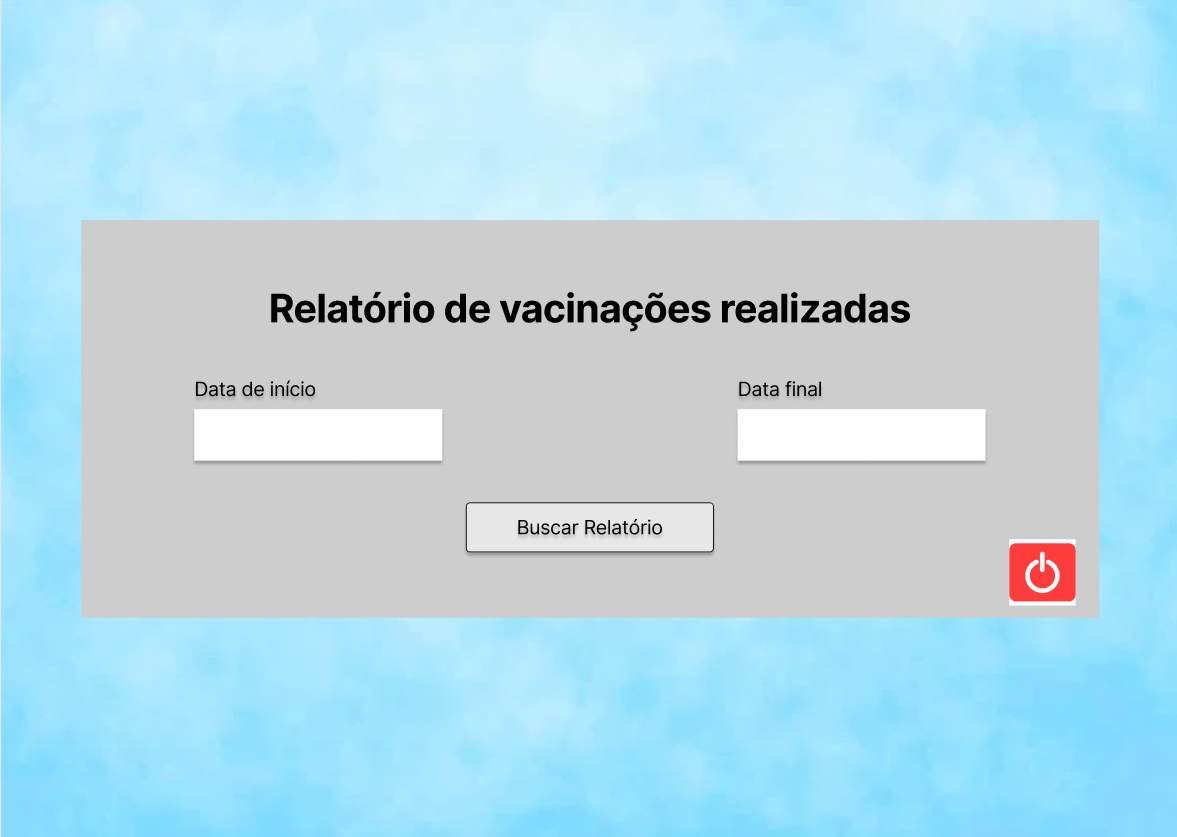 Relatório de vacinações realizadas
Data de início
Data final
Buscar Relatório